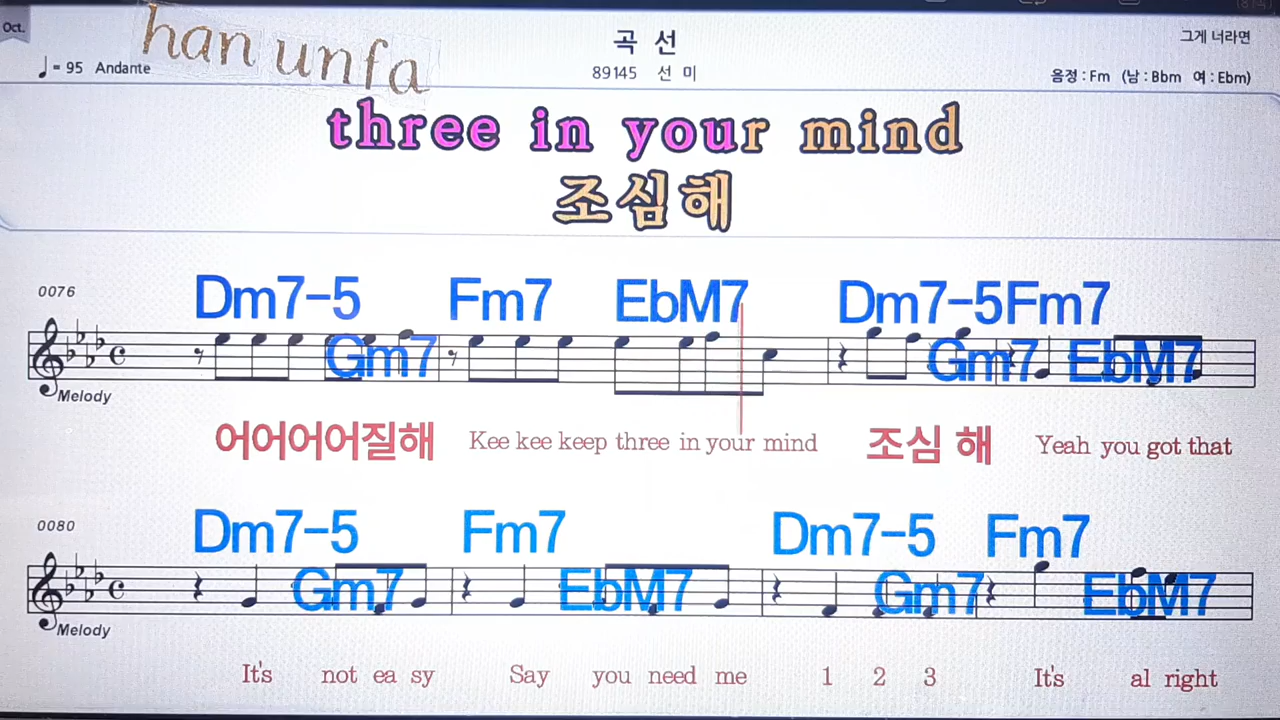 Oct.
han unfa
곡 선
그게 너라면
♩= 95 Andante
89145 선 미
음정 : Fm (남 : Bbm 여 : Ebm)
three in your mind
조심해
0076
Dm7-5 Gm7 Fm7 EbM7 Dm7-5 Gm7 Fm7 EbM7
Melody
어어어어질해 Kee kee keep three in your mind 조심 해 Yeah you got that
0080
Dm7-5 Gm7 Fm7 EbM7 Dm7-5 Gm7 Fm7 EbM7
Melody
It's not ea sy Say you need me 1 2 3 It's al right